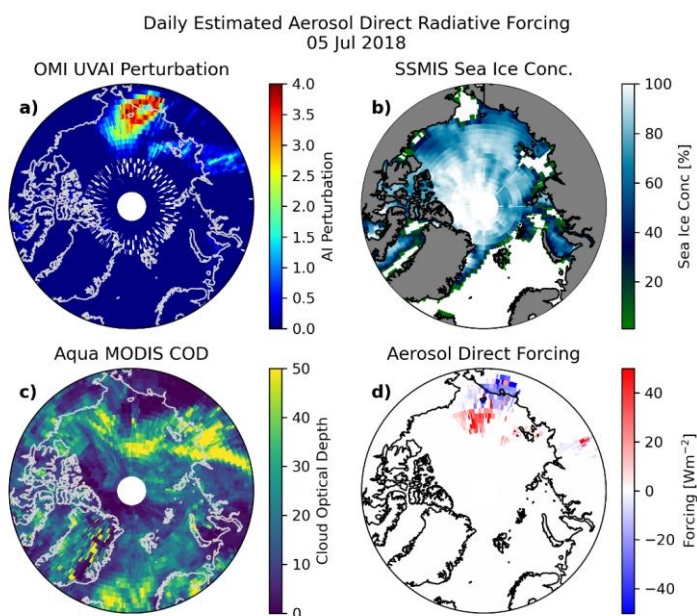 Daily Estimated Aerosol Direct Radiative Forcing
05 Jul 2018
OMI UVAI Perturbation
a)
4.0
3.5
3.0
2.5
2.0
1.5
1.0
0.5
0.0
AI Perturbation
SSMIS Sea Ice Conc.
b)
100
80
60
40
20
Sea Ice Conc [%]
Aqua MODIS COD
c)
50
40
30
20
10
0
Cloud Optical Depth
Aerosol Direct Forcing
d)
40
20
0
−20
−40
Forcing [Wm⁻²]